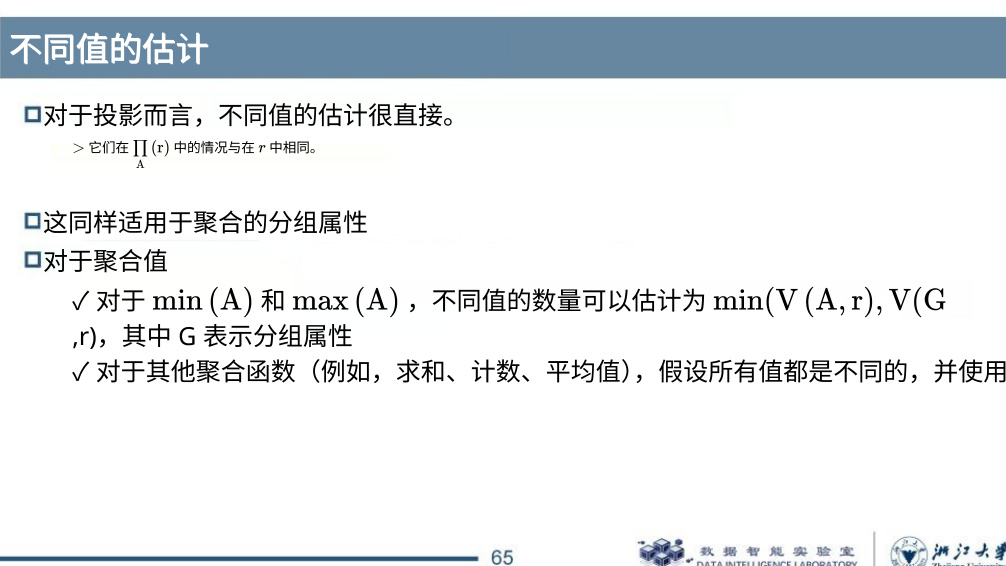 不同值的估计
对于投影而言，不同值的估计很直接。
> 它们在 ∏A (r) 中的情况与在 r 中相同。
这同样适用于聚合的分组属性
对于聚合值
✓ 对于 min (A) 和 max (A) ，不同值的数量可以估计为 min(V (A, r), V(G
,r)，其中 G 表示分组属性
✓ 对于其他聚合函数（例如，求和、计数、平均值），假设所有值都是不同的，并使用
65
数据智能实验室
DATA INTELLIGENCE LABORATORY
浙江大学
Zhejiang University